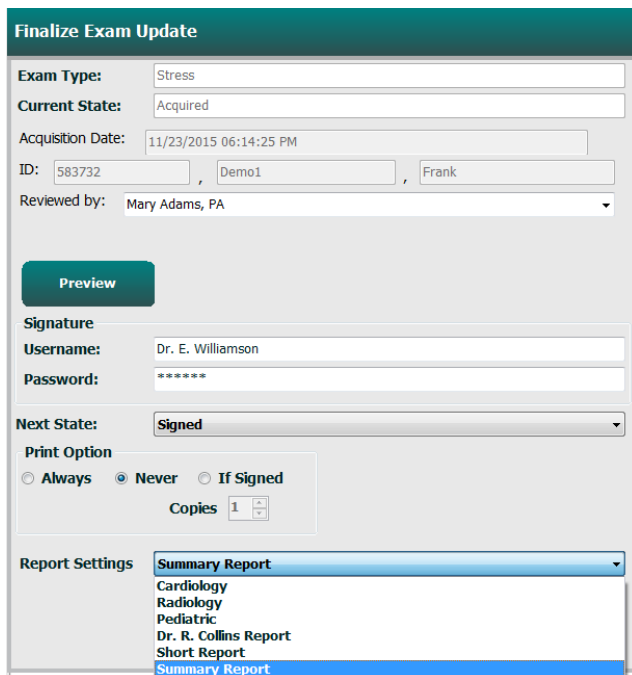 Finalize Exam Update
Exam Type: Stress
Current State: Acquired
Acquisition Date: 11/23/2015 06:14:25 PM
ID: 583732 , Demo1 , Frank
Reviewed by: Mary Adams, PA
Preview
Signature
Username: Dr. E. Williamson
Password: ******
Next State: Signed
Print Option
Always Never If Signed
Copies 1
Report Settings Summary Report
Cardiology
Radiology
Pediatric
Dr. R. Collins Report
Short Report
Summary Report